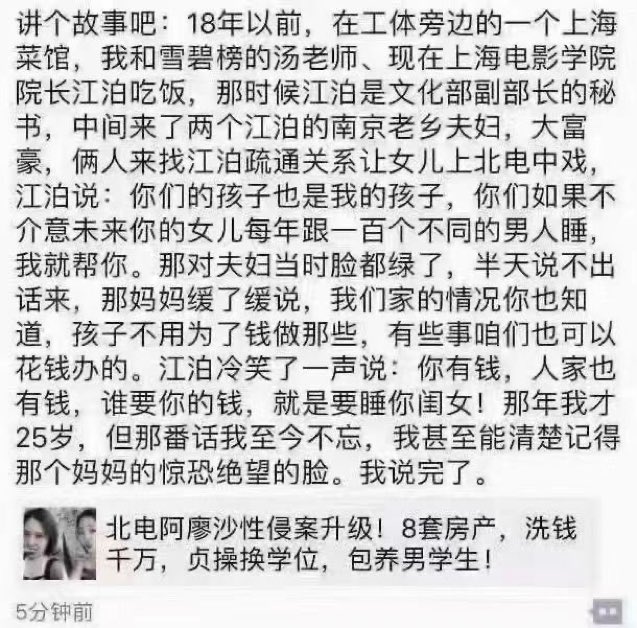 讲个故事吧：18年以前，在工体旁边的一个上海
菜馆，我和雪碧榜的汤老师、现在上海电影学院
院长江泊吃饭，那时候江泊是文化部副部长的秘
书，中间来了两个江泊的南京老乡夫妇，大富
豪，俩人来找江泊疏通关系让女儿上北电中戏，
江泊说：你们的孩子也是我的孩子，你们如果不
介意未来你的女儿每年跟一百个不同的男人睡，
我就帮你。那对夫妇当时脸都绿了，半天说不出
话来，那妈妈缓了缓说，我们家的情况你也知
道，孩子不用为了钱做那些，有些事咱们也可以
花钱办的。江泊冷笑了一声说：你有钱，人家也
有钱，谁要你的钱，就是要睡你闺女！那年我才
25岁，但那番话我至今不忘，我甚至能清楚记得
那个妈妈的惊恐绝望的脸。我说完了。
北电阿廖沙性侵案升级！8套房产，洗钱
千万，贞操换学位，包养男学生！
5分钟前